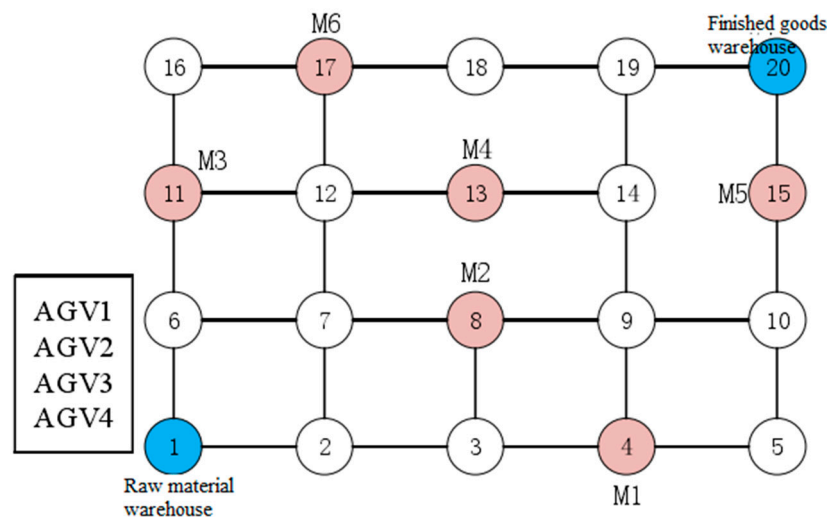 M6
Finished goods
warehouse
16 17 18 19 20
M3 M4
11 12 13 14 M5 15
M2
AGV1
AGV2
AGV3
AGV4
6 7 8 9 10
1 2 3 4 5
Raw material
warehouse
M1